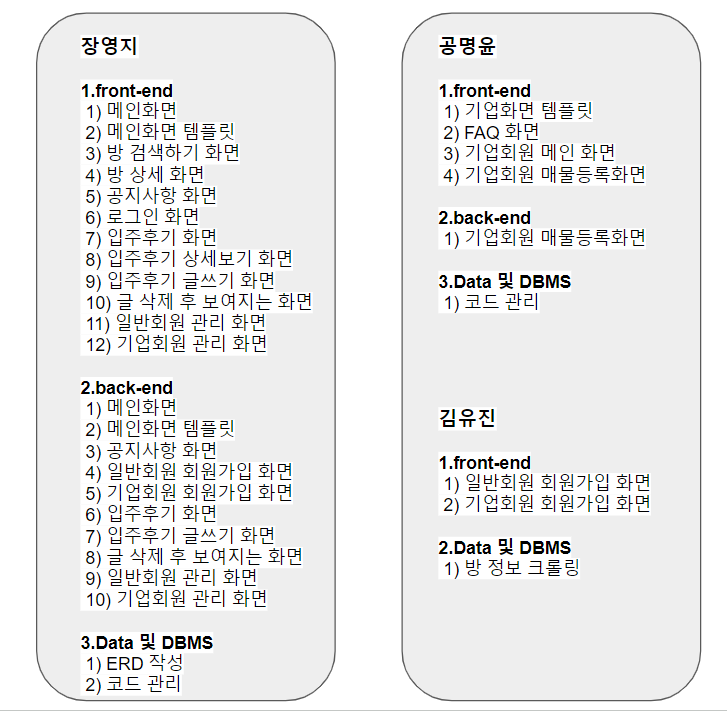 장영지
1.front-end
1) 메인화면
2) 메인화면 템플릿
3) 방 검색하기 화면
4) 방 상세 화면
5) 공지사항 화면
6) 로그인 화면
7) 입주후기 화면
8) 입주후기 상세보기 화면
9) 입주후기 글쓰기 화면
10) 글 삭제 후 보여지는 화면
11) 일반회원 관리 화면
12) 기업회원 관리 화면
2.back-end
1) 메인화면
2) 메인화면 템플릿
3) 공지사항 화면
4) 일반회원 회원가입 화면
5) 기업회원 회원가입 화면
6) 입주후기 화면
7) 입주후기 글쓰기 화면
8) 글 삭제 후 보여지는 화면
9) 일반회원 관리 화면
10) 기업회원 관리 화면
3.Data 및 DBMS
1) ERD 작성
2) 코드 관리
공명윤
1.front-end
1) 기업화면 템플릿
2) FAQ 화면
3) 기업회원 메인 화면
4) 기업회원 매물등록화면
2.back-end
1) 기업회원 매물등록화면
3.Data 및 DBMS
1) 코드 관리
김유진
1.front-end
1) 일반회원 회원가입 화면
2) 기업회원 회원가입 화면
2.Data 및 DBMS
1) 방 정보 크롤링